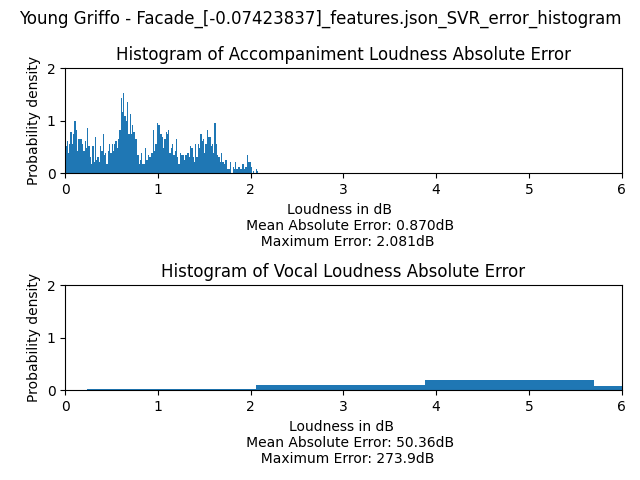 Young Griffo - Facade_[-0.07423837]_features.json_SVR_error_histogram
Histogram of Accompaniment Loudness Absolute Error
Probability density
2
1
0
0 1 2 3 4 5 6
Loudness in dB
Mean Absolute Error: 0.870dB
Maximum Error: 2.081dB
Histogram of Vocal Loudness Absolute Error
Probability density
2
1
0
0 1 2 3 4 5 6
Loudness in dB
Mean Absolute Error: 50.36dB
Maximum Error: 273.9dB